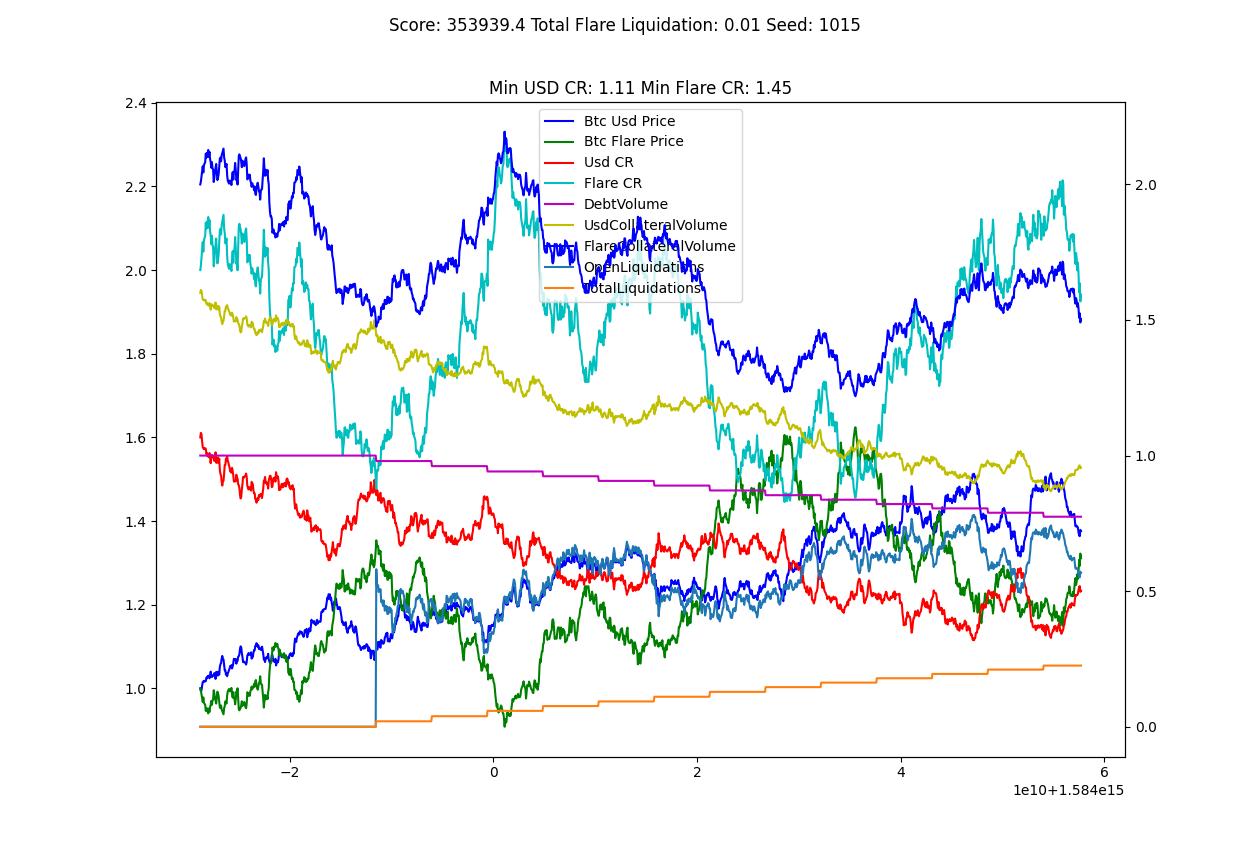 Score: 353939.4 Total Flare Liquidation: 0.01 Seed: 1015
Min USD CR: 1.11 Min Flare CR: 1.45
2.4
2.2
2.0
1.8
1.6
1.4
1.2
1.0
Btc Usd Price
Btc Flare Price
Usd CR
Flare CR
DebtVolume
UsdCollateralVolume
FlareCollateralVolume
OpenLiquidations
TotalLiquidations
2.0
1.5
1.0
0.5
0.0
−2
0
2
4
6
1e10+1.584e15